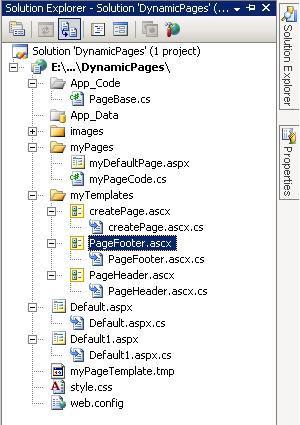 Solution Explorer - Solution 'DynamicPages' (...
Solution 'DynamicPages' (1 project)
E:\...\DynamicPages\
App_Code
PageBase.cs
App_Data
images
myPages
myDefaultPage.aspx
myPageCode.cs
myTemplates
createPage.ascx
createPage.ascx.cs
PageFooter.ascx
PageFooter.ascx.cs
PageHeader.ascx
PageHeader.ascx.cs
Default.aspx
Default.aspx.cs
Default1.aspx
Default1.aspx.cs
myPageTemplate.tmp
style.css
web.config
Solution Explorer
Properties